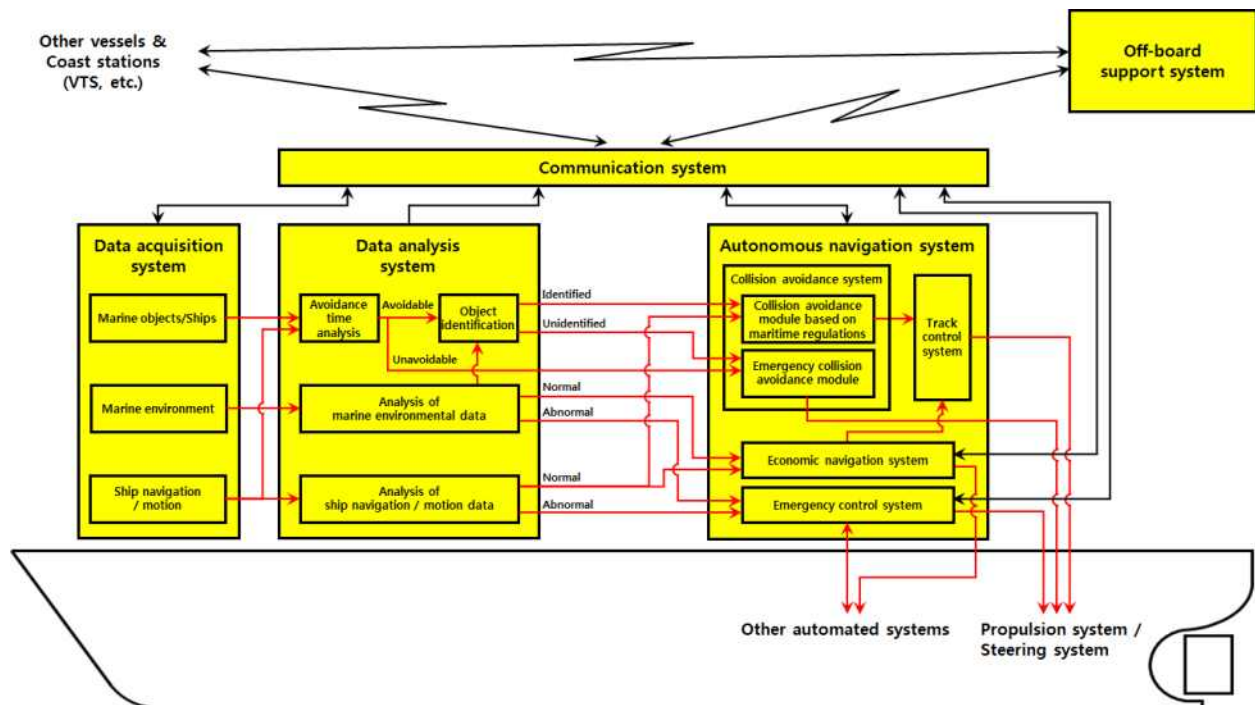 Other vessels &
Coast stations
(VTS, etc.)
Off-board
support system
Communication system
Data acquisition
system
Marine objects/Ships
Marine environment
Ship navigation
/ motion
Data analysis
system
Avoidance
time
analysis
Avoidable
Object
identification
Unavoidable
Analysis of
marine environmental data
Analysis of
ship navigation / motion data
Identified
Unidentified
Normal
Abnormal
Normal
Abnormal
Autonomous navigation system
Collision avoidance system
Collision avoidance
module based on
maritime regulations
Emergency collision
avoidance module
Track
control
system
Economic navigation system
Emergency control system
Other automated systems
Propulsion system /
Steering system